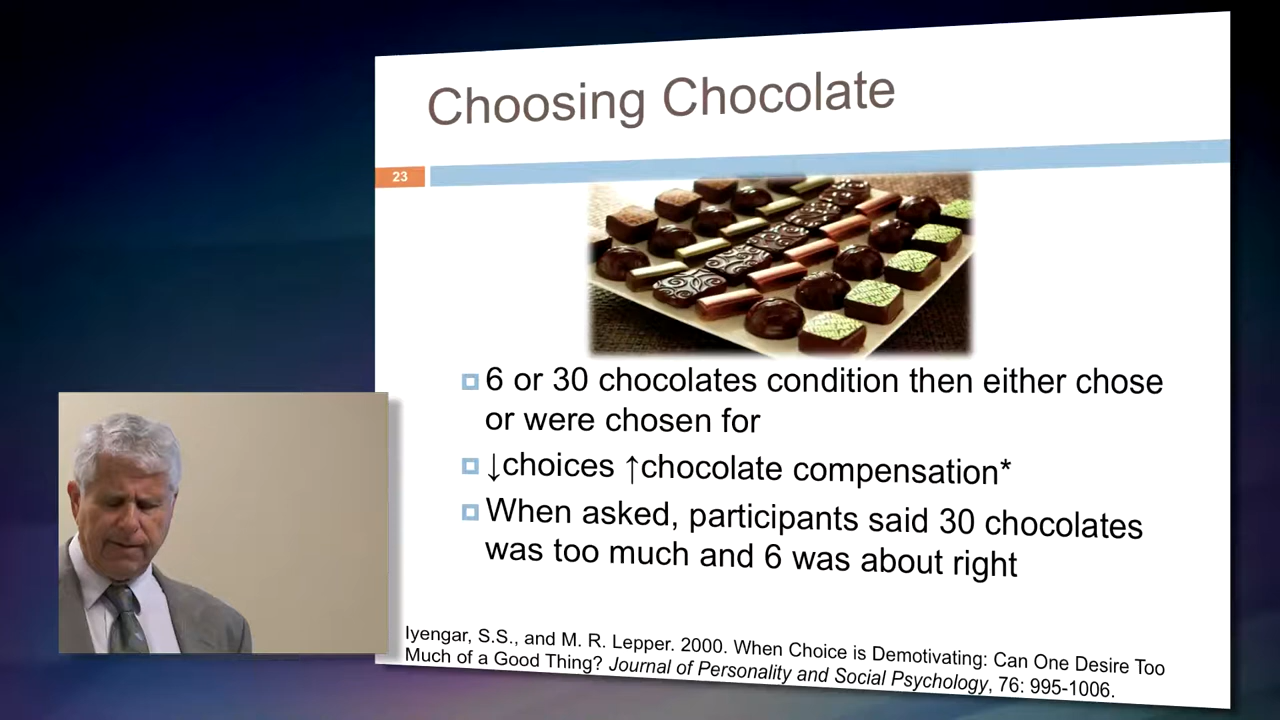 Choosing Chocolate
23
6 or 30 chocolates condition then either chose
or were chosen for
↓choices ↑chocolate compensation*
When asked, participants said 30 chocolates
was too much and 6 was about right
Iyengar, S.S., and M. R. Lepper. 2000. When Choice is Demotivating: Can One Desire Too
Much of a Good Thing? Journal of Personality and Social Psychology, 76: 995-1006.